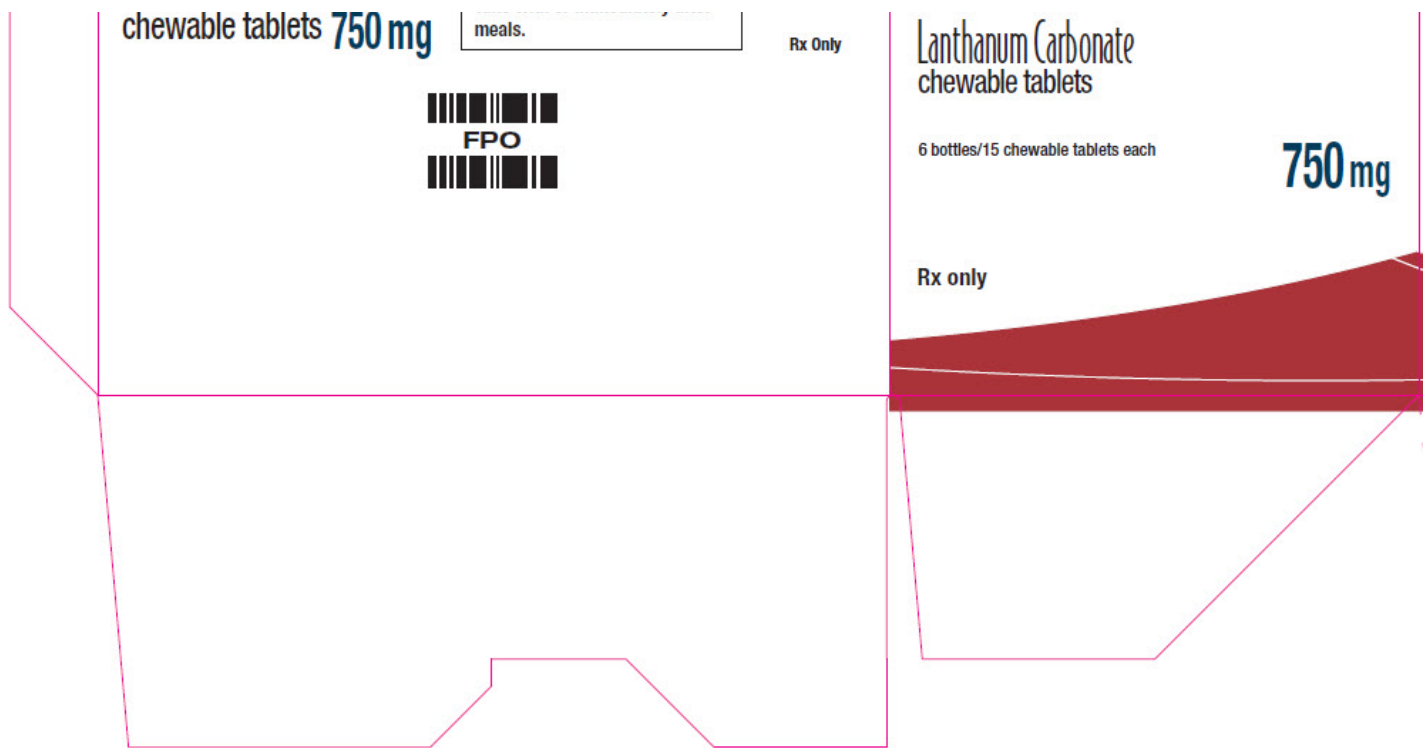 chewable tablets 750 mg
meals.
Rx Only
FPO
Lanthanum Carbonate
chewable tablets
6 bottles/15 chewable tablets each
750 mg
Rx only